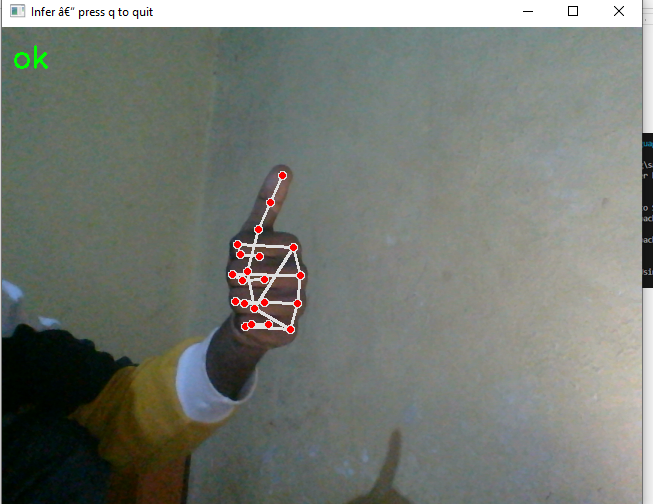 Infer â€“ press q to quit
ok